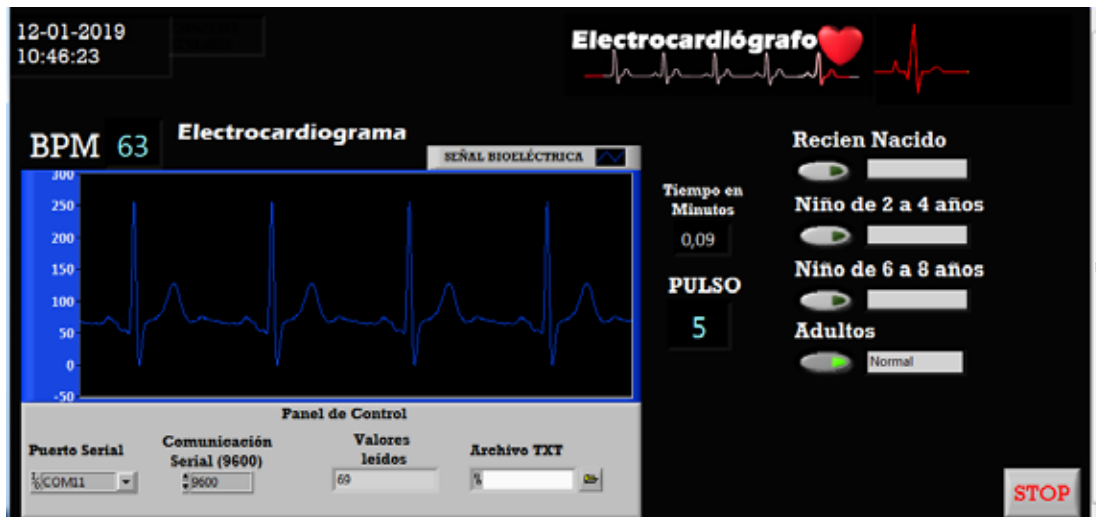 12-01-2019
10:46:23
Electrocardiógrafo
BPM 63
Electrocardiograma
SEÑAL BIOELÉCTRICA
300
250
200
150
100
50
0
-50
Tiempo en
Minutos
0,09
PULSO
5
Recien Nacido
Niño de 2 a 4 años
Niño de 6 a 8 años
Adultos
Normal
Panel de Control
Puerto Serial
COM11
Comunicación
Serial (9600)
9600
Valores
leídos
69
Archivo TXT
STOP